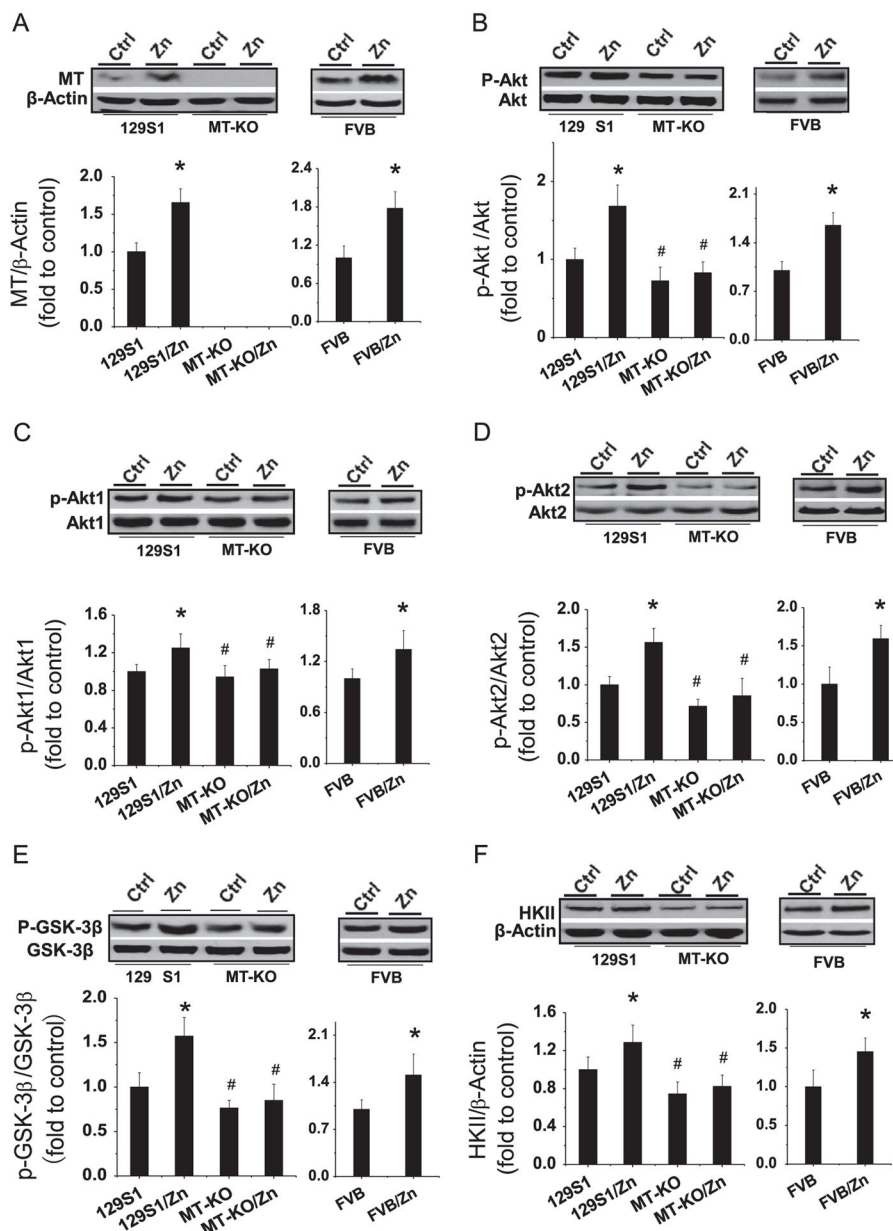 A
Ctrl Zn Ctrl Zn Ctrl Zn
MT
β-Actin
129S1 MT-KO FVB
MT/β-Actin
(fold to control)
2.0
1.5
1.0
0.5
0.0
*
129S1 129S1/Zn MT-KO MT-KO/Zn
2.4
1.8
1.2
0.6
0.0
*
FVB FVB/Zn
B
Ctrl Zn Ctrl Zn Ctrl Zn
P-Akt
Akt
129 S1 MT-KO FVB
p-Akt /Akt
(fold to control)
2
1
0
* # #
129S1 129S1/Zn MT-KO MT-KO/Zn
2.1
1.4
0.7
0.0
*
FVB FVB/Zn
C
Ctrl Zn Ctrl Zn Ctrl Zn
p-Akt1
Akt1
129S1 MT-KO FVB
p-Akt1/Akt1
(fold to control)
1.6
1.2
0.8
0.4
0.0
* # #
129S1 129S1/Zn MT-KO MT-KO/Zn
1.8
1.2
0.6
0.0
*
FVB FVB/Zn
D
Ctrl Zn Ctrl Zn Ctrl Zn
p-Akt2
Akt2
129S1 MT-KO FVB
p-Akt2/Akt2
(fold to control)
2.0
1.5
1.0
0.5
0.0
* # #
129S1 129S1/Zn MT-KO MT-KO/Zn
2.0
1.5
1.0
0.5
0.0
*
FVB FVB/Zn
E
Ctrl Zn Ctrl Zn Ctrl Zn
P-GSK-3β
GSK-3β
129 S1 MT-KO FVB
p-GSK-3β/GSK-3β
(fold to control)
2.0
1.5
1.0
0.5
0.0
* # #
129S1 129S1/Zn MT-KO MT-KO/Zn
2.1
1.4
0.7
0.0
*
FVB FVB/Zn
F
Ctrl Zn Ctrl Zn Ctrl Zn
HKII
β-Actin
129S1 MT-KO FVB
HKII/β-Actin
(fold to control)
1.6
1.2
0.8
0.4
0.0
* # #
129S1 129S1/Zn MT-KO MT-KO/Zn
2.0
1.5
1.0
0.5
0.0
*
FVB FVB/Zn